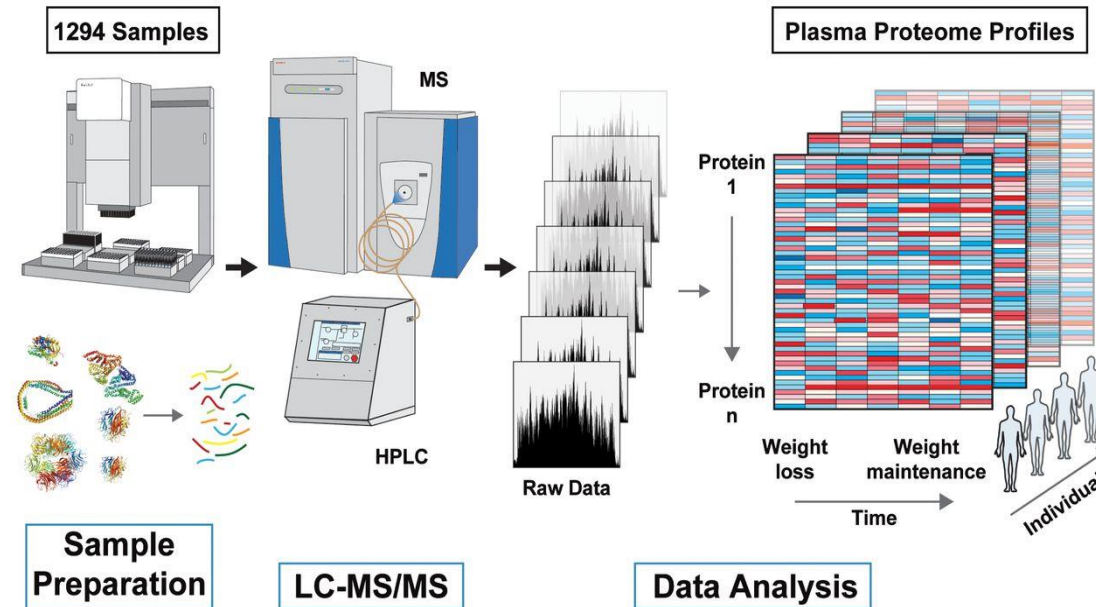 1294 Samples
MS
HPLC
Raw Data
Plasma Proteome Profiles
Protein
1
Protein
n
Weight
loss
Weight
maintenance
Time
Individuals
Sample
Preparation
LC-MS/MS
Data Analysis